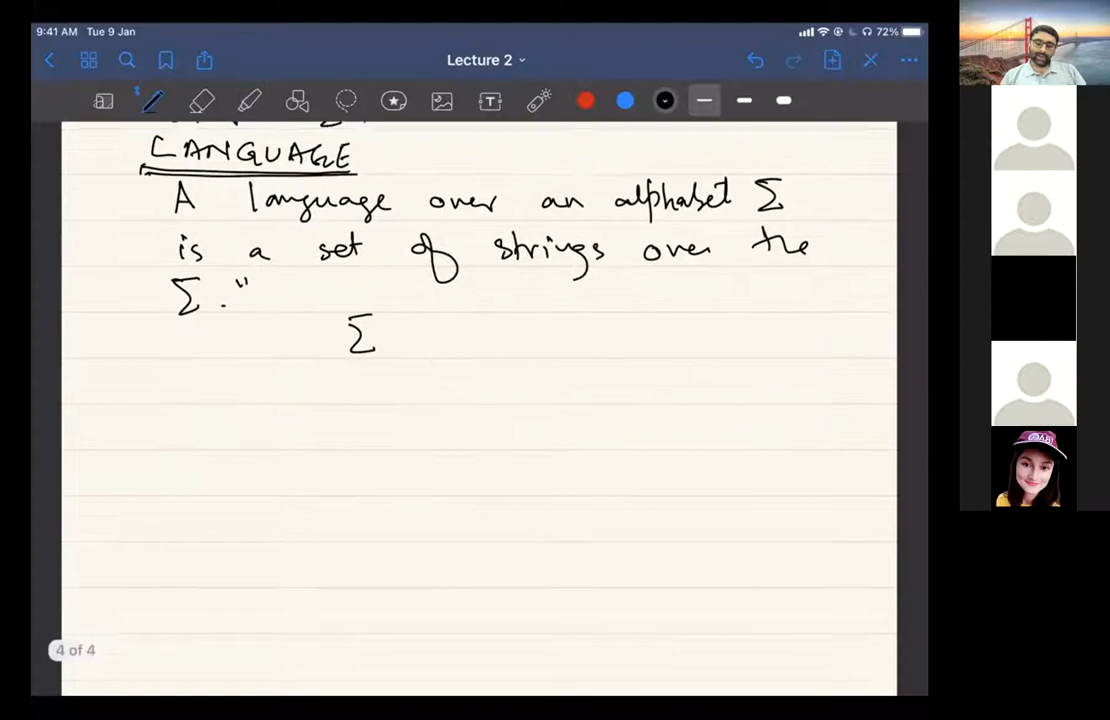 9:41 AM Tue 9 Jan
72%
Lecture 2
LANGUAGE
A language over an alphabet Σ
is a set of strings over the
Σ."
Σ
4 of 4